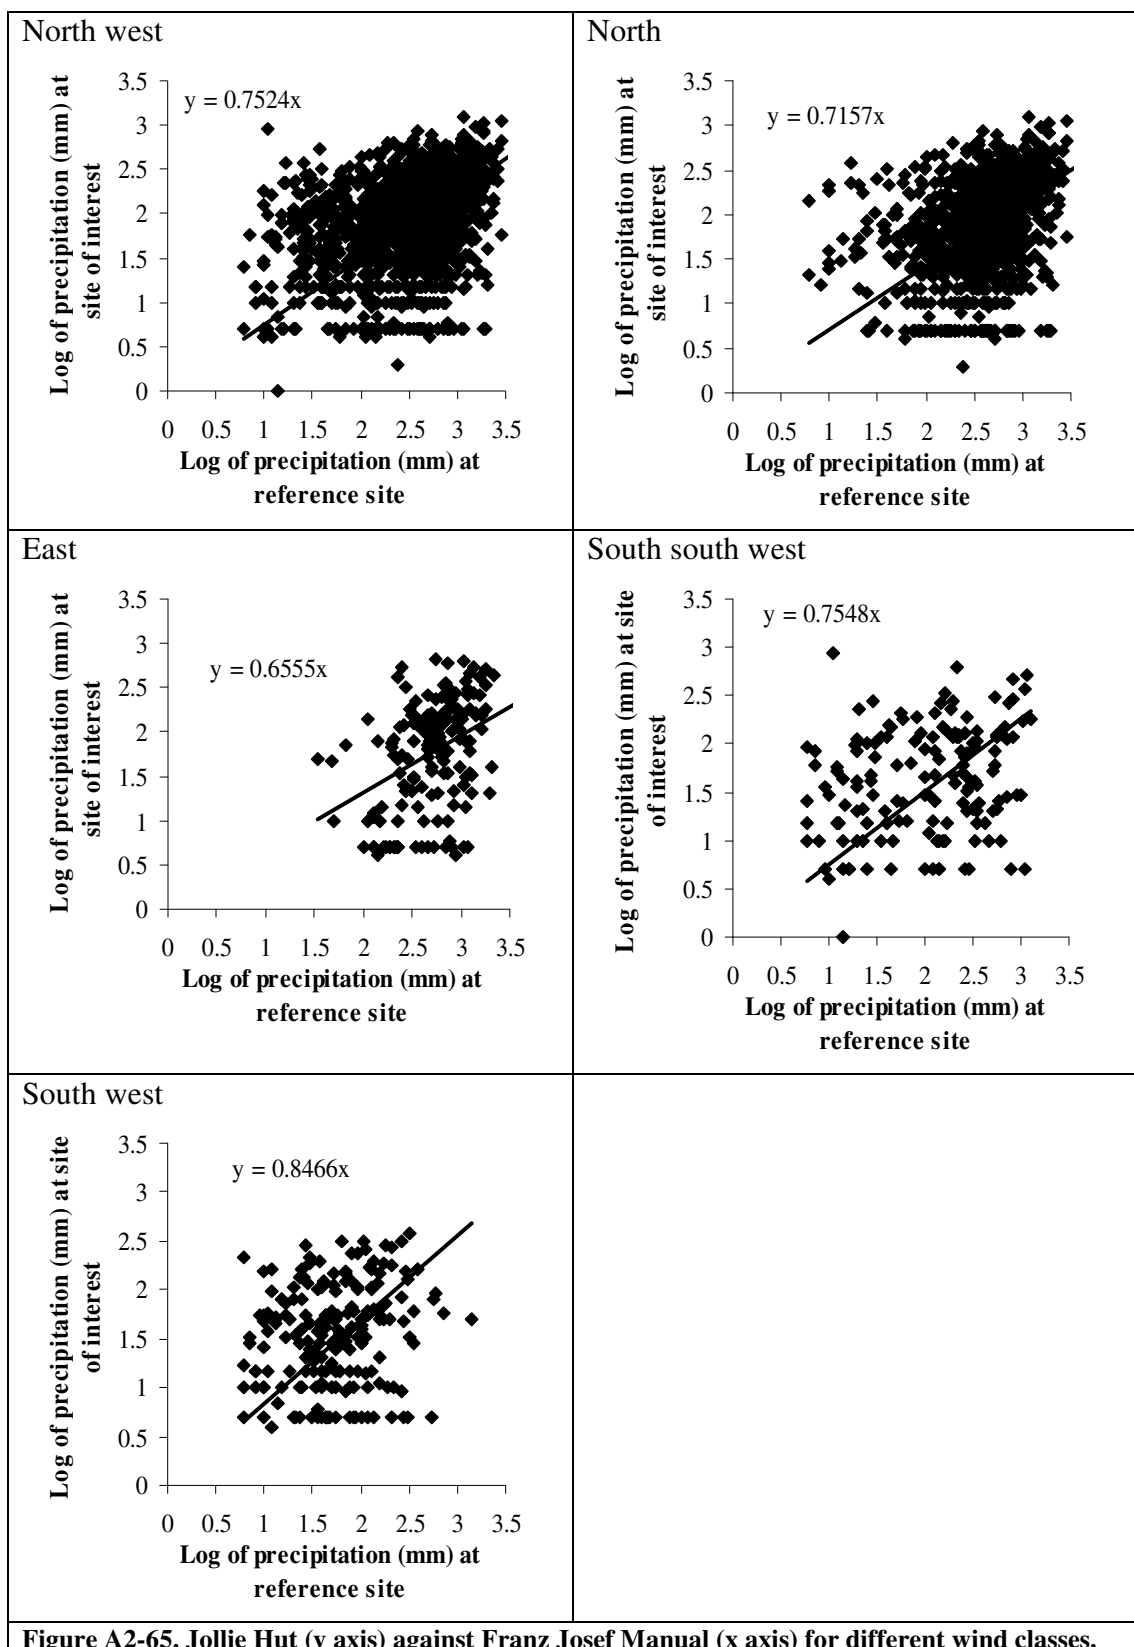 North west
y = 0.7524x
Log of precipitation (mm) at
site of interest
3.5
3
2.5
2
1.5
1
0.5
0
0 0.5 1 1.5 2 2.5 3 3.5
Log of precipitation (mm) at
reference site
North
y = 0.7157x
Log of precipitation (mm) at
site of interest
3.5
3
2.5
2
1.5
1
0.5
0
0 0.5 1 1.5 2 2.5 3 3.5
Log of precipitation (mm) at
reference site
East
y = 0.6555x
Log of precipitation (mm) at
site of interest
3.5
3
2.5
2
1.5
1
0.5
0
0 0.5 1 1.5 2 2.5 3 3.5
Log of precipitation (mm) at
reference site
South south west
y = 0.7548x
Log of precipitation (mm) at site
of interest
3.5
3
2.5
2
1.5
1
0.5
0
0 0.5 1 1.5 2 2.5 3 3.5
Log of precipitation (mm) at
reference site
South west
y = 0.8466x
Log of precipitation (mm) at site
of interest
3.5
3
2.5
2
1.5
1
0.5
0
0 0.5 1 1.5 2 2.5 3 3.5
Log of precipitation (mm) at
reference site
Figure A2-65. Jollie Hut (y axis) against Franz Josef Manual (x axis) for different wind classes.